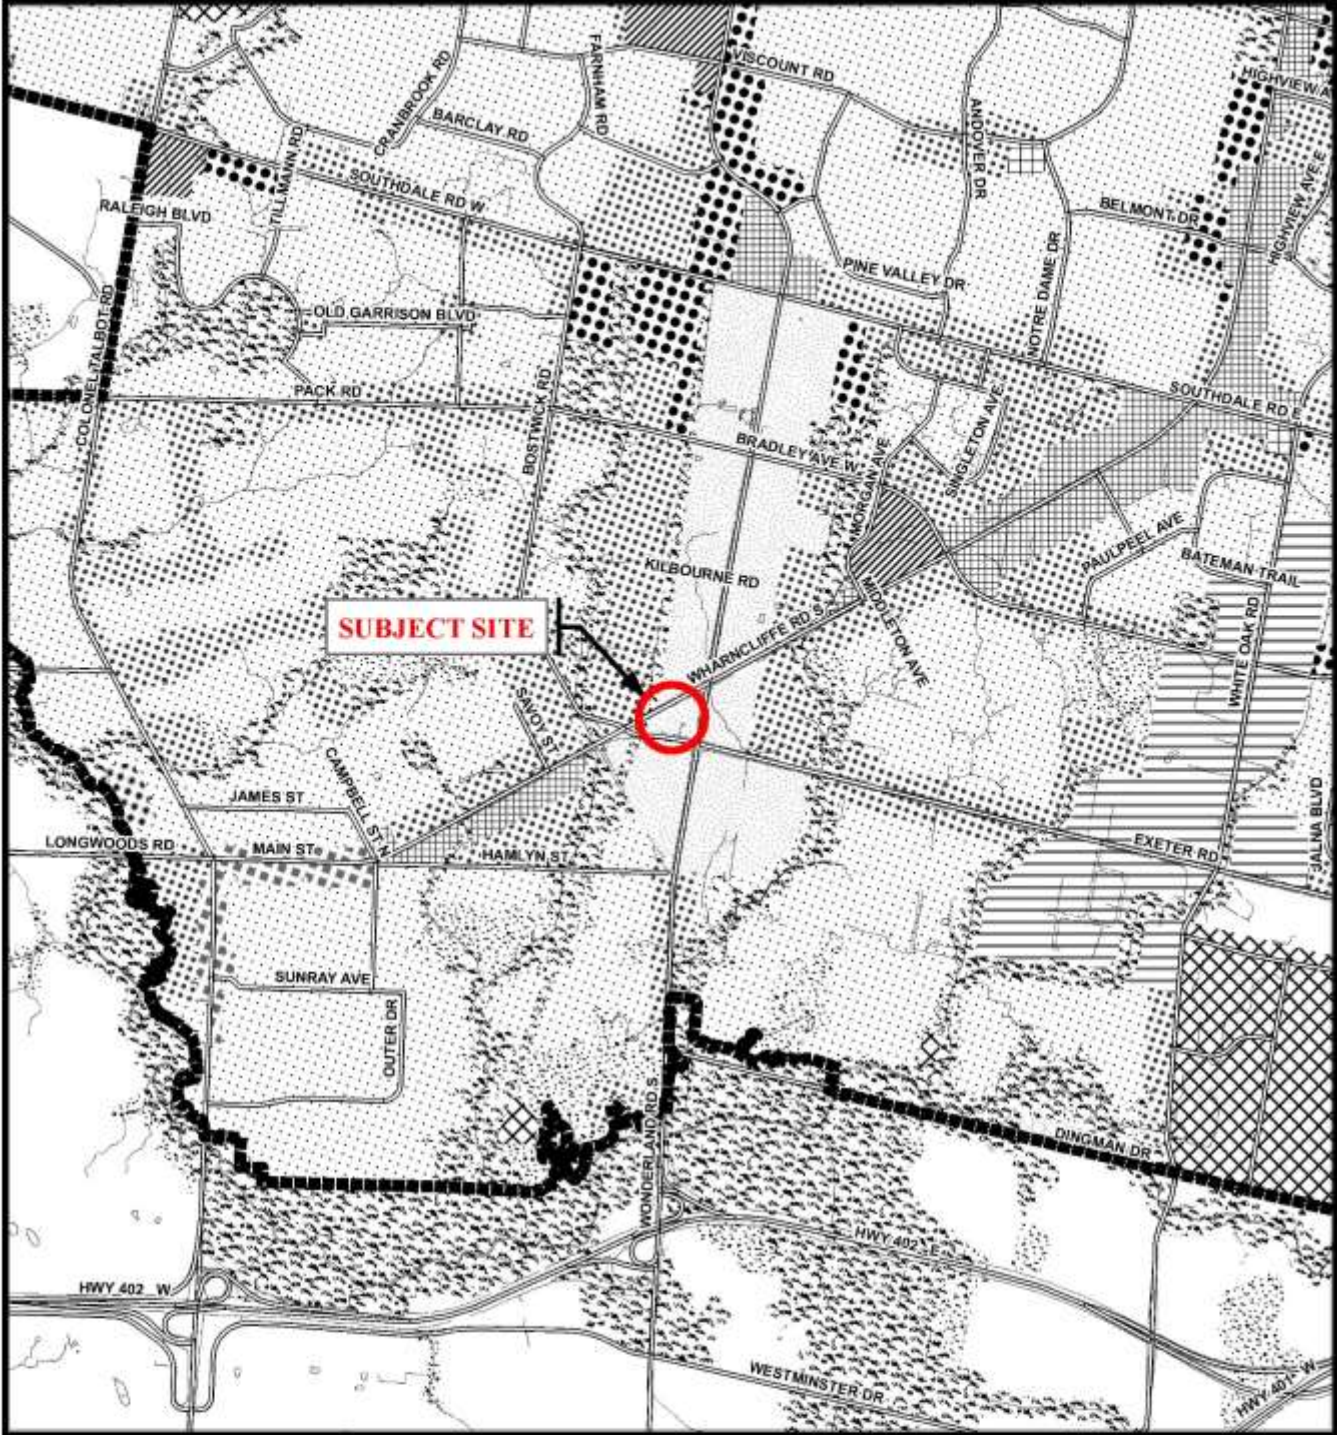 VISCOUNT RD
FARNHAM RD
CRANBROOK RD
BARCLAY RD
ANDOVER DR
HIGHVIEW A
TILLMANN RD
SOUTHDALE RD W
HIGHVIEW AVE E
RALEIGH BLVD
BELMONT DR
NOTRE DAME DR
PINE VALLEY DR
COLONEL TALBOT RD
OLD GARRISON BLVD
PACK RD
BOSTWICK RD
SOUTHDALE RD E
SINGLETON AVE
BRADLEY AVE W
MORGAN AVE
PAULPEEL AVE
BATEMAN TRAIL
KILBOURNE RD
MIDDLETON AVE
SUBJECT SITE
WHARNCLIFFE RD S
WHITE OAK RD
SAVOY ST
CAMPBELL ST N
JAMES ST
JALNA BLVD
LONGWOODS RD
MAIN ST
HAMLYN ST
EXETER RD
SUNRAY AVE
OUTER DR
WONDERLAND RD S
DINGMAN DR
HWY 402 E
HWY 402 W
WESTMINSTER DR
HWY 401 W